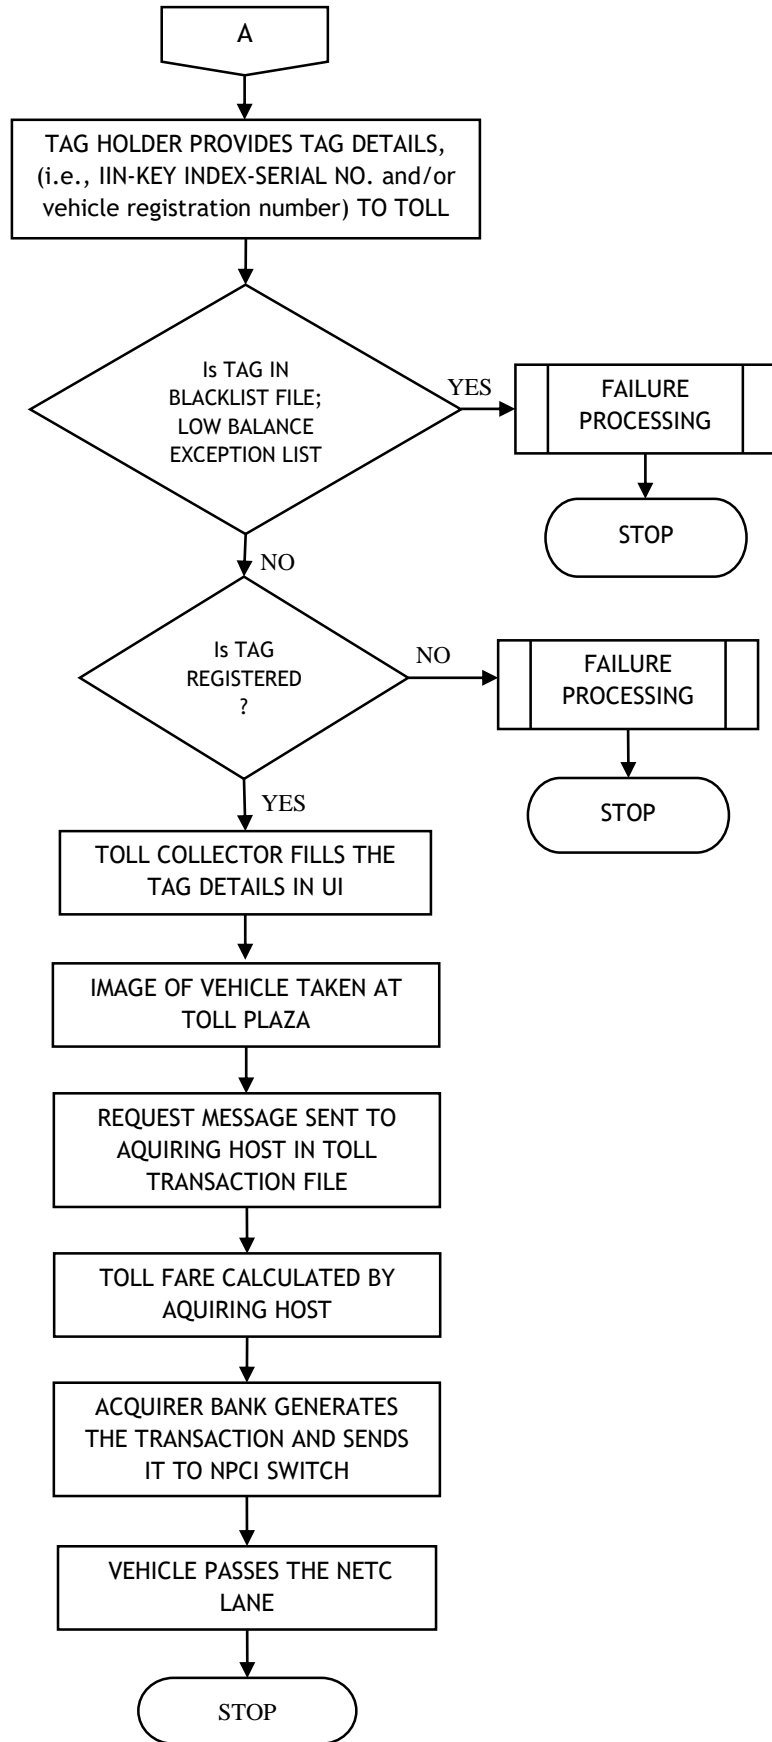 A
TAG HOLDER PROVIDES TAG DETAILS,
(i.e., IIN-KEY INDEX-SERIAL NO. and/or
vehicle registration number) TO TOLL
Is TAG IN
BLACKLIST FILE;
LOW BALANCE
EXCEPTION LIST
YES
FAILURE
PROCESSING
STOP
NO
Is TAG
REGISTERED
?
NO
FAILURE
PROCESSING
STOP
YES
TOLL COLLECTOR FILLS THE
TAG DETAILS IN UI
IMAGE OF VEHICLE TAKEN AT
TOLL PLAZA
REQUEST MESSAGE SENT TO
AQUIRING HOST IN TOLL
TRANSACTION FILE
TOLL FARE CALCULATED BY
AQUIRING HOST
ACQUIRER BANK GENERATES
THE TRANSACTION AND SENDS
IT TO NPCI SWITCH
VEHICLE PASSES THE NETC
LANE
STOP